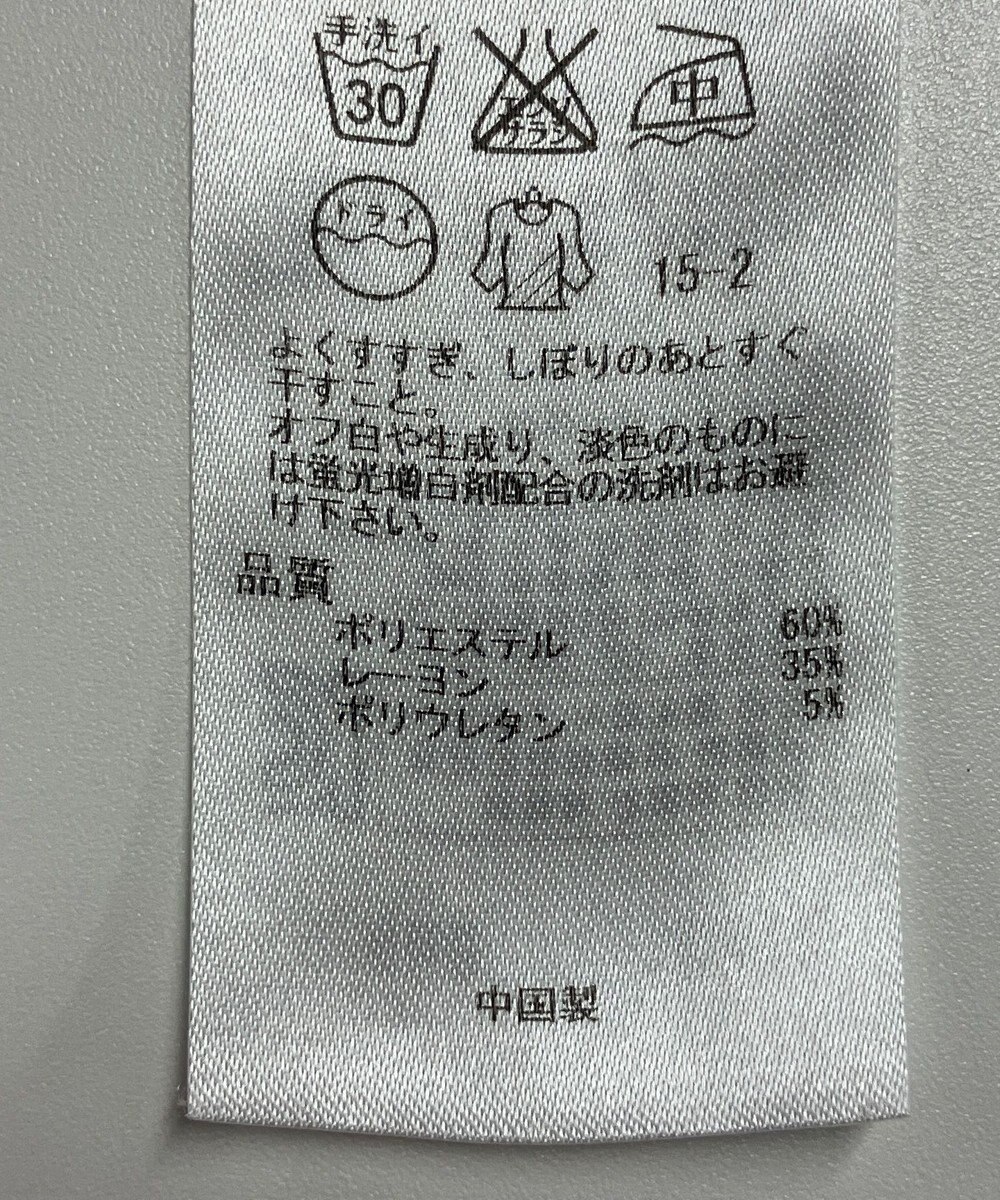 手洗イ
30
エンソ
サラシ
中
ドライ
15-2
よくすすぎ、しぼりのあとすぐ
干すこと。
オフ白や生成り、淡色のものに
は蛍光増白剤配合の洗剤はお避
け下さい。
品質
ポリエステル 60%
レーヨン 35%
ポリウレタン 5%
中国製